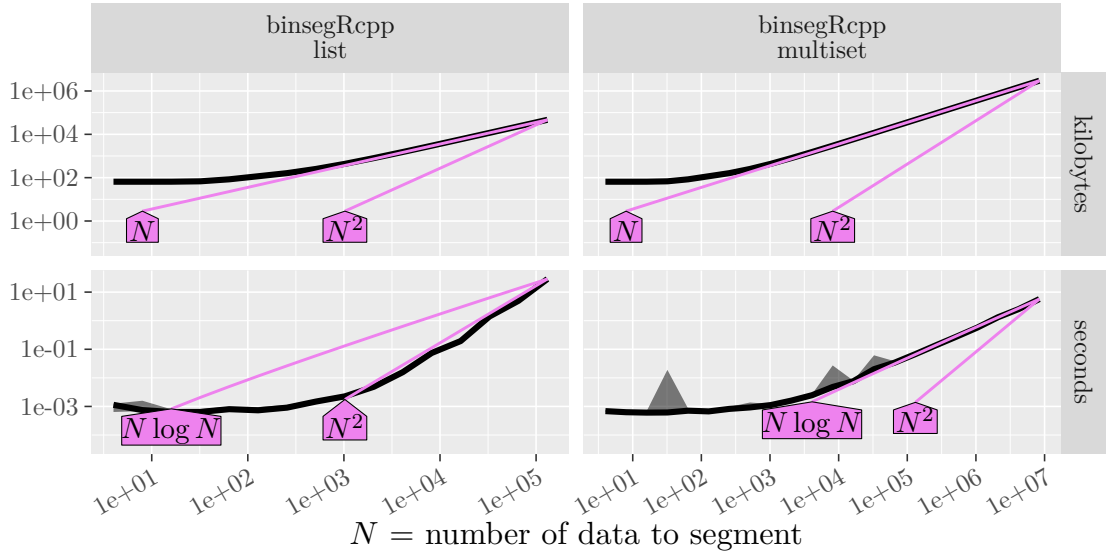 binsegRcpp
list
binsegRcpp
multiset
1e+06
1e+04
1e+02
1e+00
N
N²
N
N²
kilobytes
1e+01
1e-01
1e-03
N log N
N²
N log N
N²
seconds
1e+01
1e+02
1e+03
1e+04
1e+05
1e+01
1e+02
1e+03
1e+04
1e+05
1e+06
1e+07
N = number of data to segment